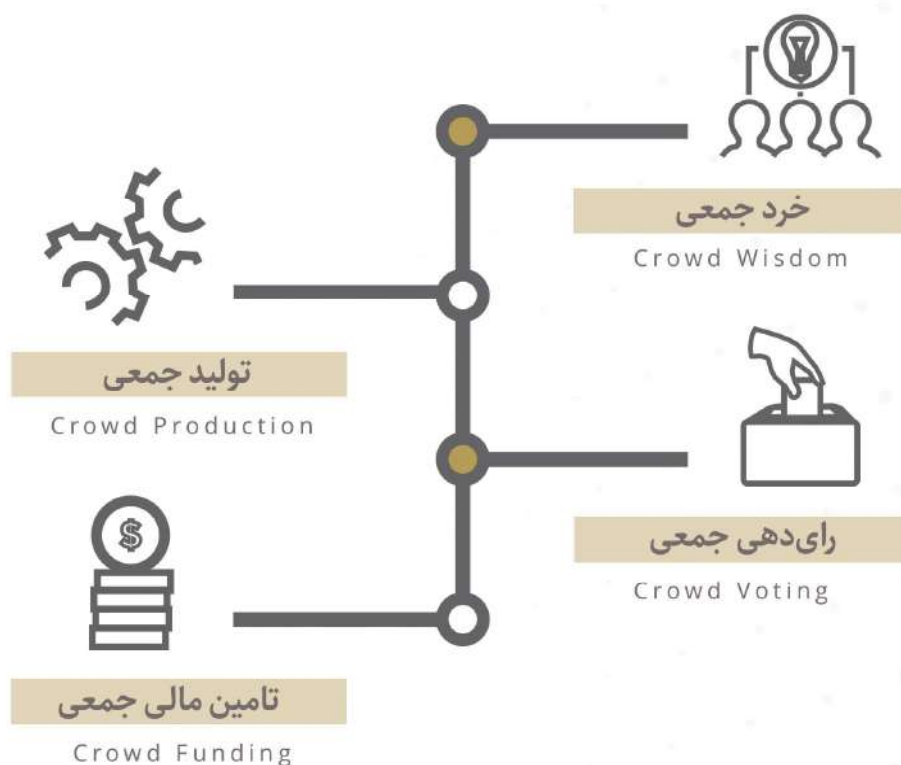 خرد جمعی
Crowd Wisdom
تولید جمعی
Crowd Production
رای‌دهی جمعی
Crowd Voting
$
تامین مالی جمعی
Crowd Funding